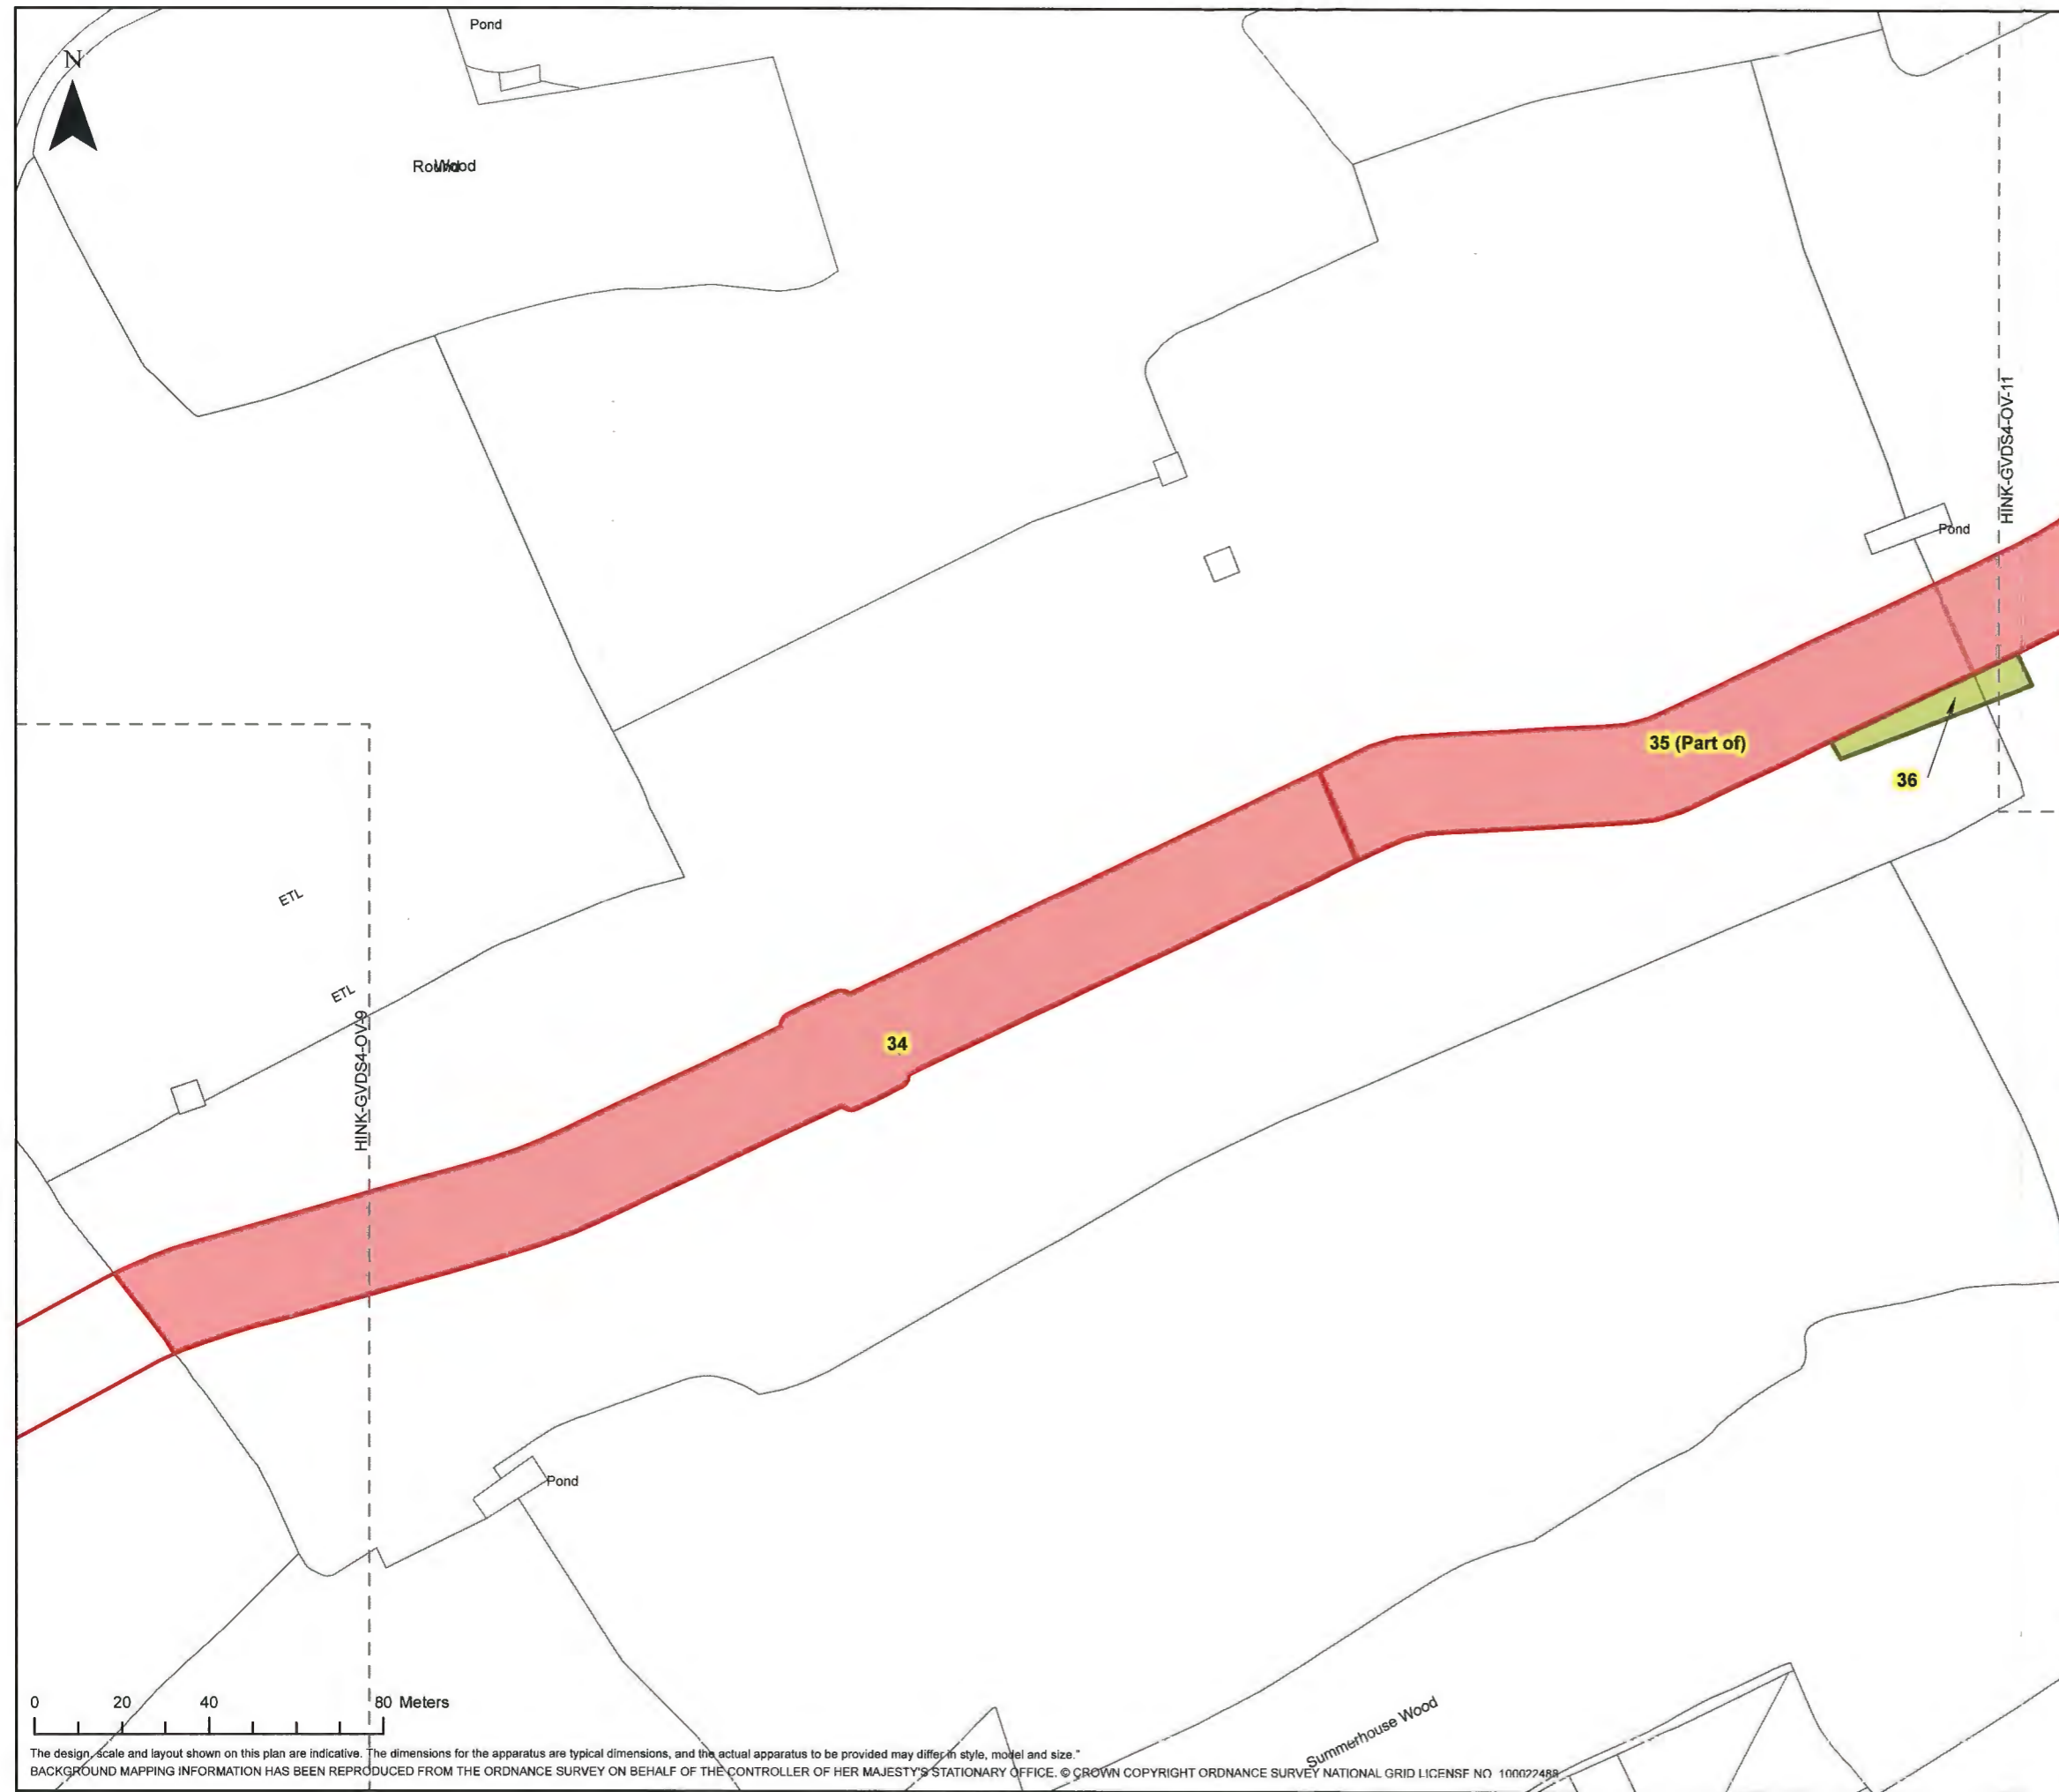 Pond
N
Round Wood
HINK-GVDS4-OV-11
Pond
35 (Part of)
36
ETL
ETL
HINK-GVDS4-OV-9
34
Pond
0 20 40 80 Meters
Summerhouse Wood
The design, scale and layout shown on this plan are indicative. The dimensions for the apparatus are typical dimensions, and the actual apparatus to be provided may differ in style, model and size."
BACKGROUND MAPPING INFORMATION HAS BEEN REPRODUCED FROM THE ORDNANCE SURVEY ON BEHALF OF THE CONTROLLER OF HER MAJESTY'S STATIONARY OFFICE. © CROWN COPYRIGHT ORDNANCE SURVEY NATIONAL GRID LICENSE NO